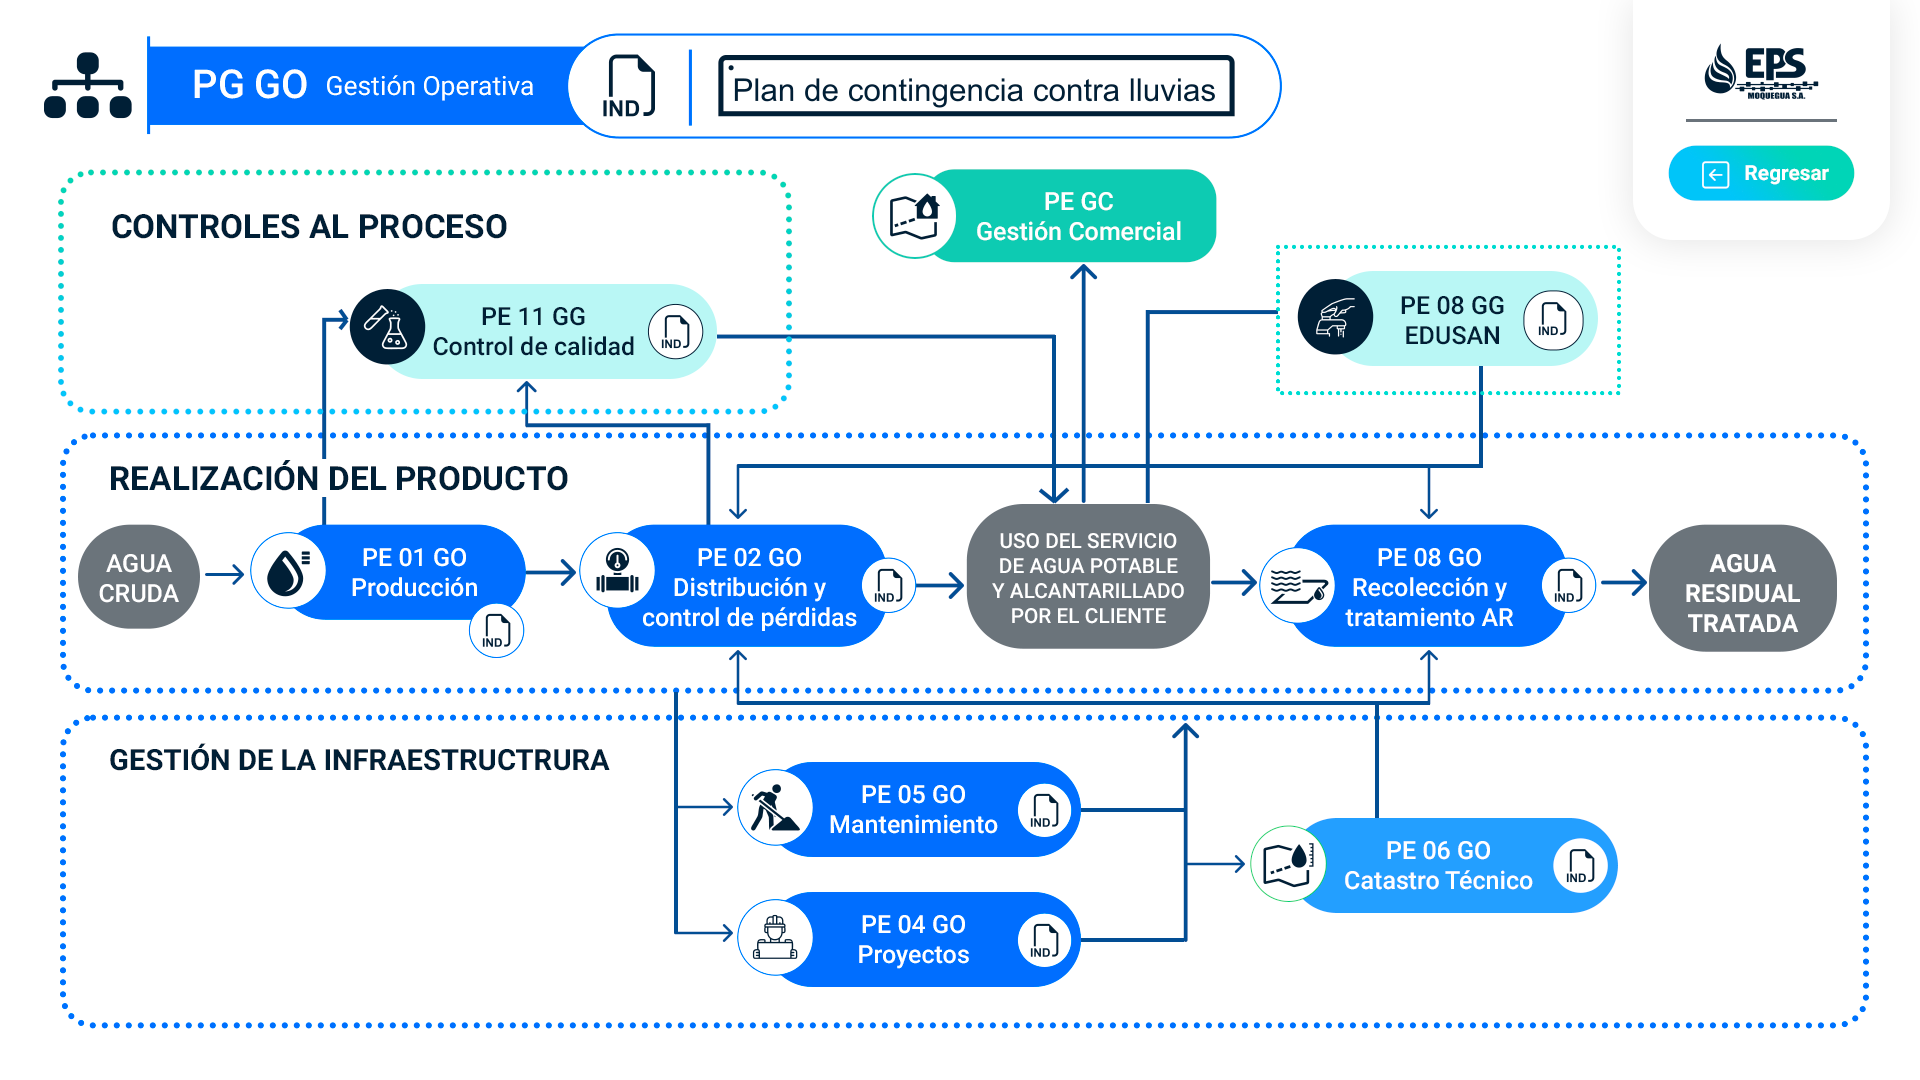 PG GO Gestión Operativa
IND
Plan de contingencia contra lluvias
EPS
MOQUEGUA S.A.
Regresar
CONTROLES AL PROCESO
PE GC
Gestión Comercial
PE 11 GG
Control de calidad
IND
PE 08 GG
EDUSAN
IND
REALIZACIÓN DEL PRODUCTO
AGUA
CRUDA
PE 01 GO
Producción
IND
PE 02 GO
Distribución y
control de pérdidas
IND
USO DEL SERVICIO
DE AGUA POTABLE
Y ALCANTARILLADO
POR EL CLIENTE
PE 08 GO
Recolección y
tratamiento AR
IND
AGUA
RESIDUAL
TRATADA
GESTIÓN DE LA INFRAESTRUCTRURA
PE 05 GO
Mantenimiento
IND
PE 06 GO
Catastro Técnico
IND
PE 04 GO
Proyectos
IND